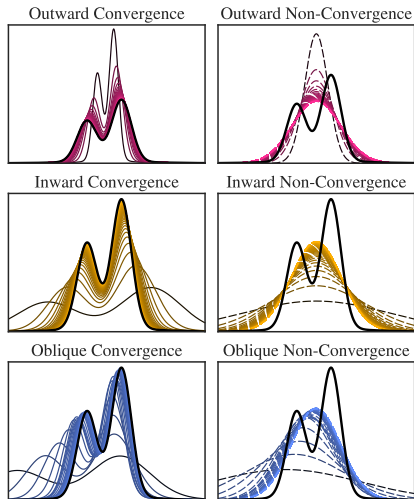 Outward Convergence
Outward Non-Convergence
Inward Convergence
Inward Non-Convergence
Oblique Convergence
Oblique Non-Convergence